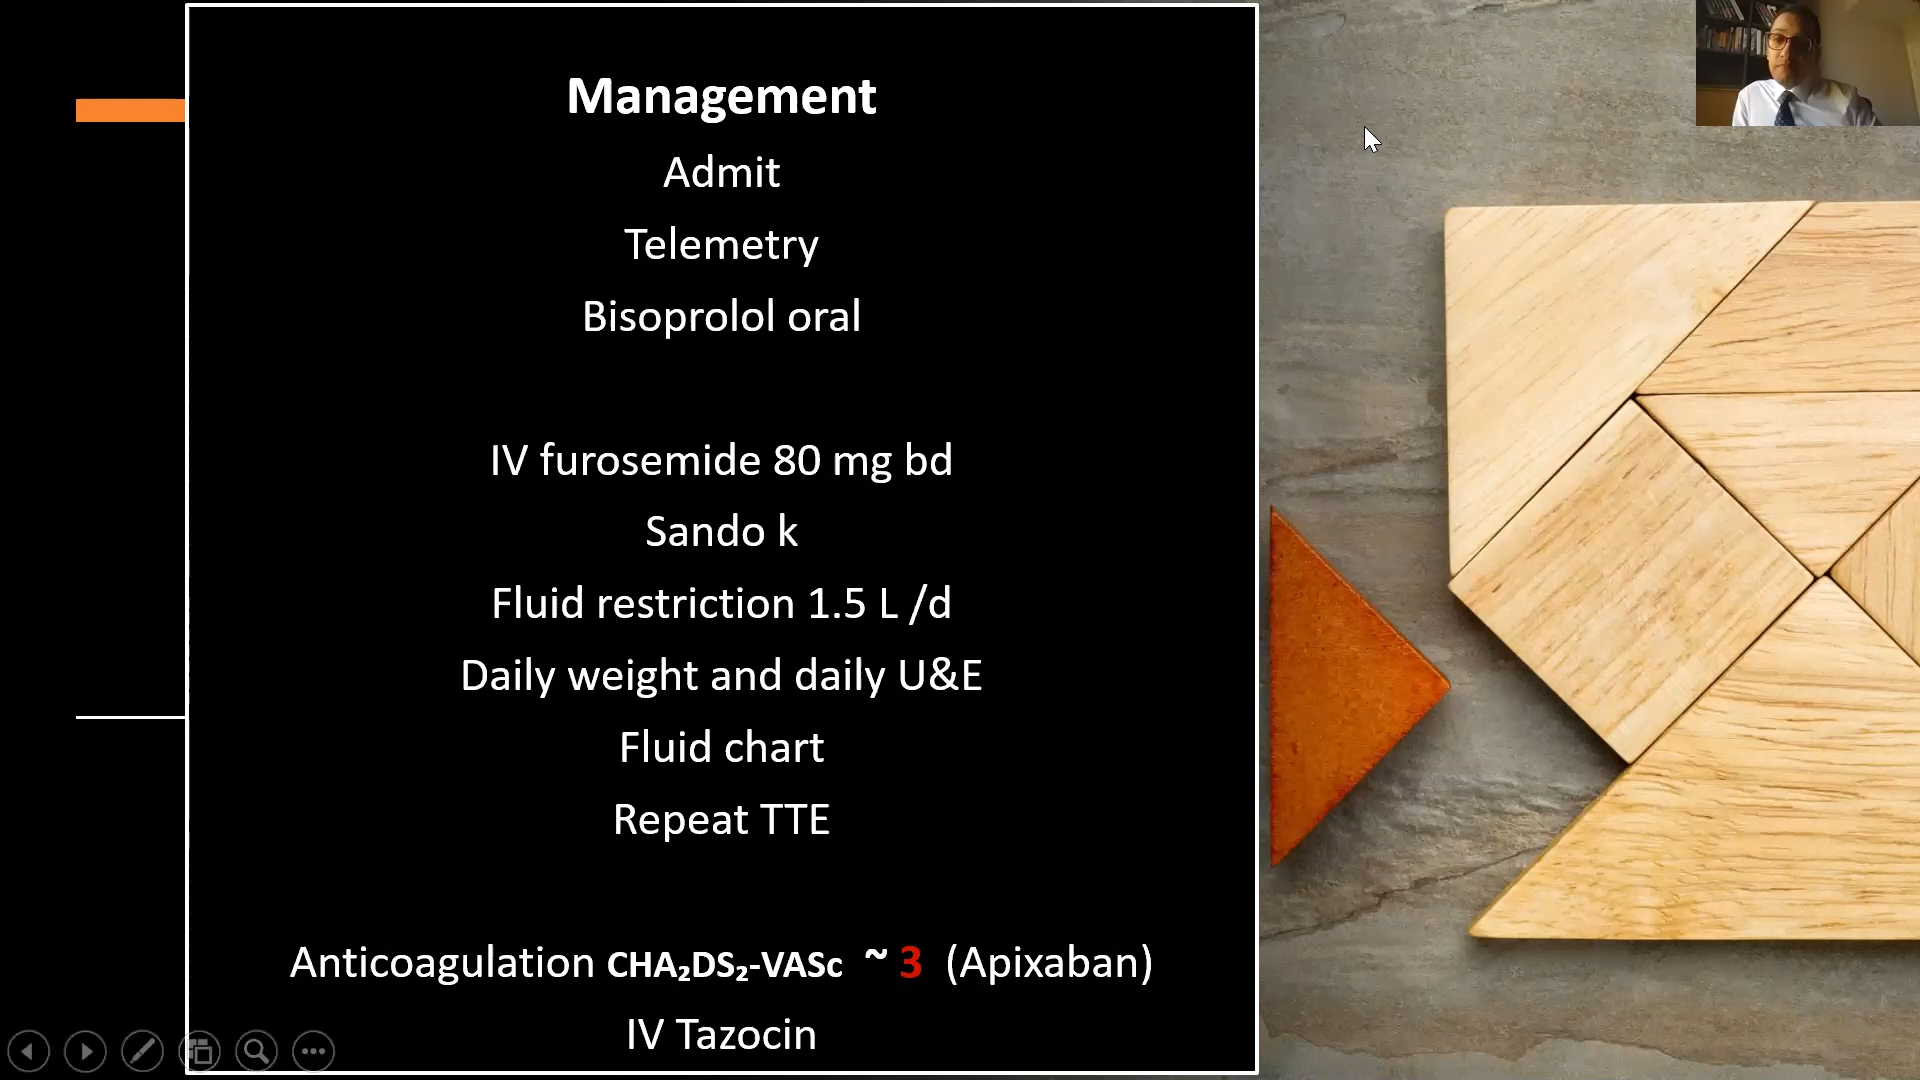 Management
Admit
Telemetry
Bisoprolol oral
IV furosemide 80 mg bd
Sando k
Fluid restriction 1.5 L /d
Daily weight and daily U&E
Fluid chart
Repeat TTE
Anticoagulation CHA₂DS₂-VASc ~ 3 (Apixaban)
IV Tazocin